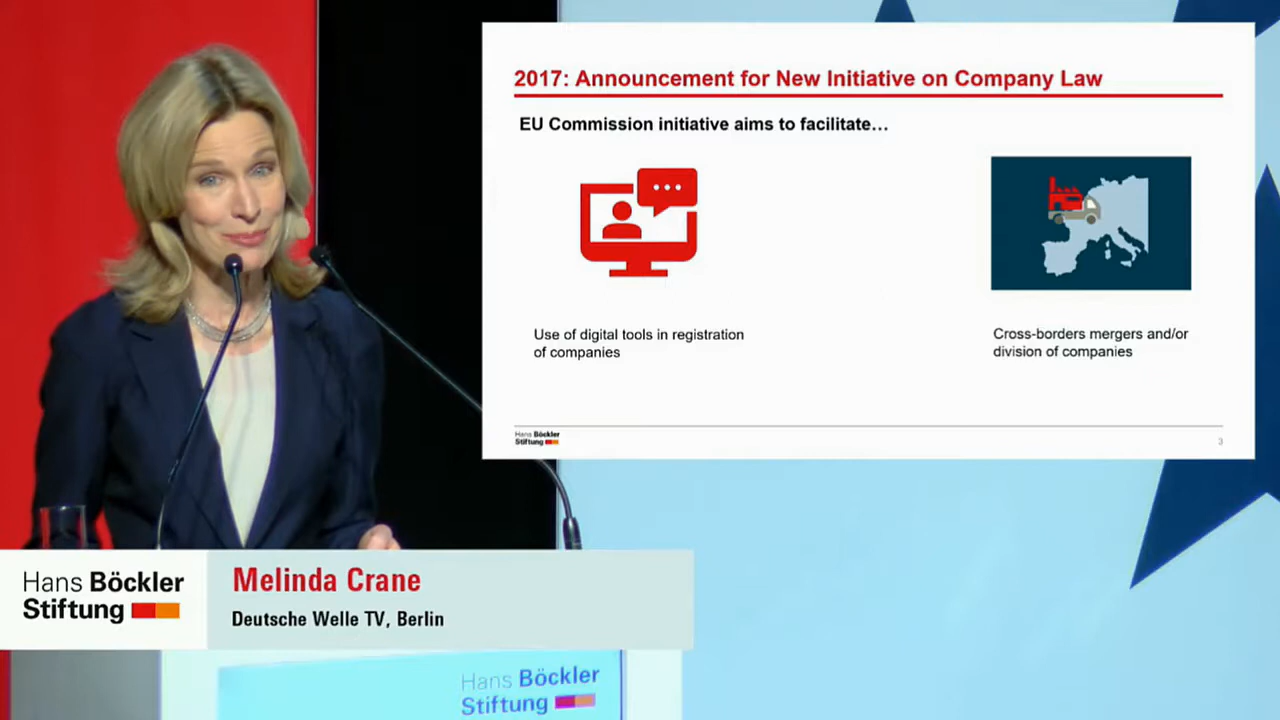 2017: Announcement for New Initiative on Company Law
EU Commission initiative aims to facilitate…
Use of digital tools in registration
of companies
Cross-borders mergers and/or
division of companies
Hans Böckler
Stiftung
3
Hans Böckler
Stiftung
Melinda Crane
Deutsche Welle TV, Berlin
Hans Böckler
Stiftung